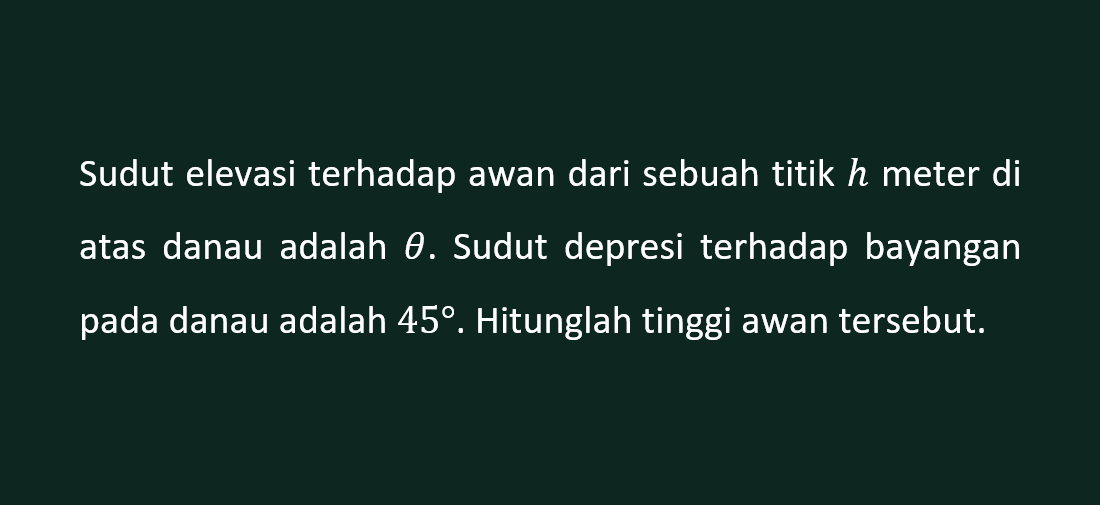 Sudut elevasi terhadap awan dari sebuah titik ℎ meter di
atas danau adalah 𝜃. Sudut depresi terhadap bayangan
pada danau adalah 45°. Hitunglah tinggi awan tersebut.